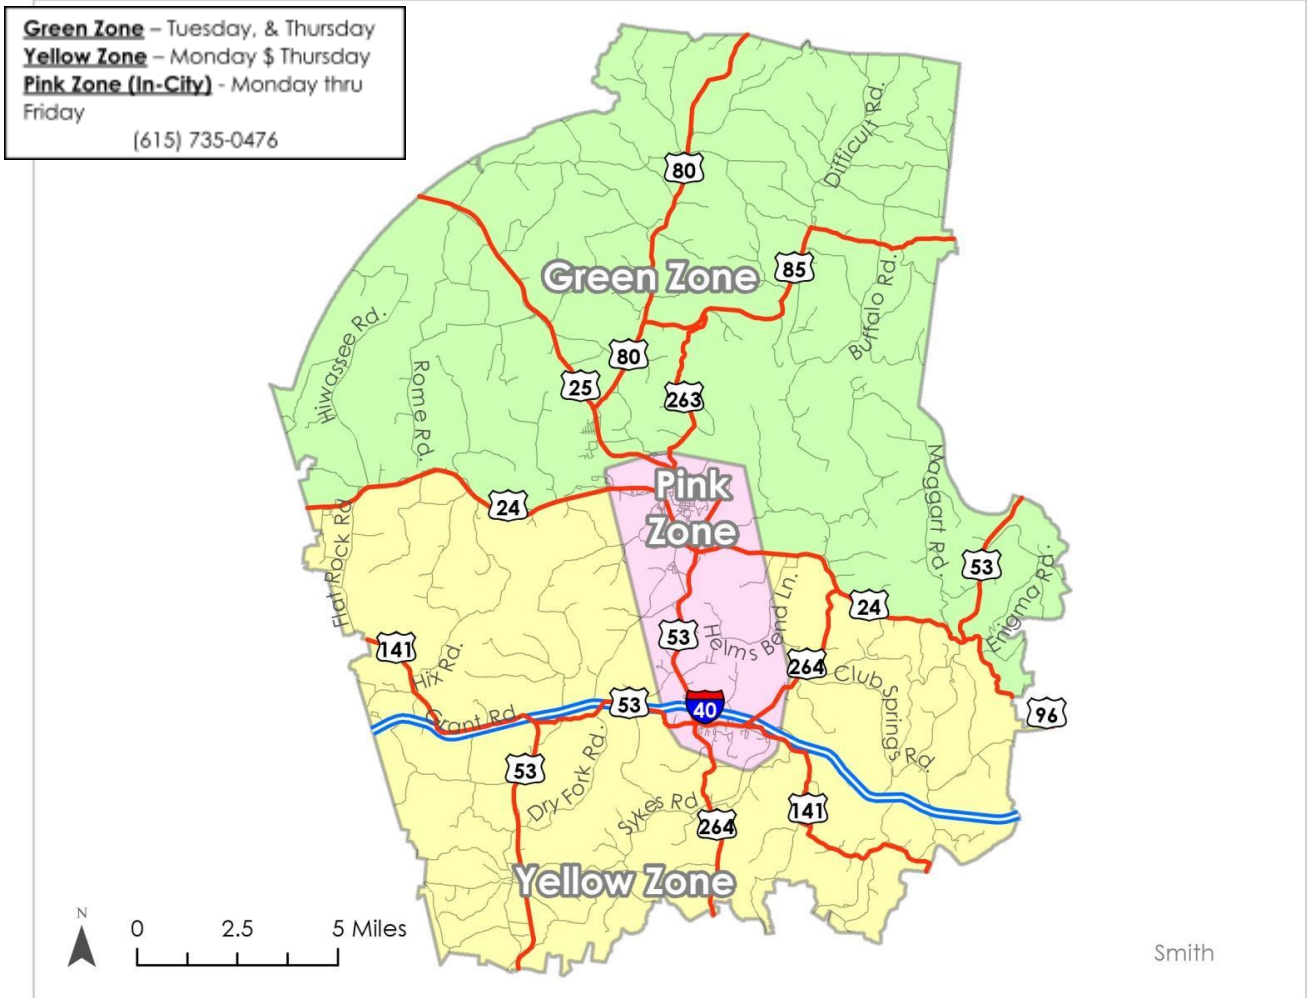 Green Zone – Tuesday, & Thursday
Yellow Zone – Monday $ Thursday
Pink Zone (In-City) - Monday thru
Friday
(615) 735-0476
80
Difficult Rd.
Green Zone
85
Buffalo Rd.
Hiwassee Rd.
80
Rome Rd.
25
263
Pink
Zone
24
Flat Rock Rd
Maggart Rd.
53
Enigma Rd.
24
141
Hix Rd.
53
Helms Bend Ln.
264
Club Springs Rd.
Grant Rd
53
40
96
53
Dry Fork Rd.
Sykes Rd
264
141
Yellow Zone
N
0 2.5 5 Miles
Smith